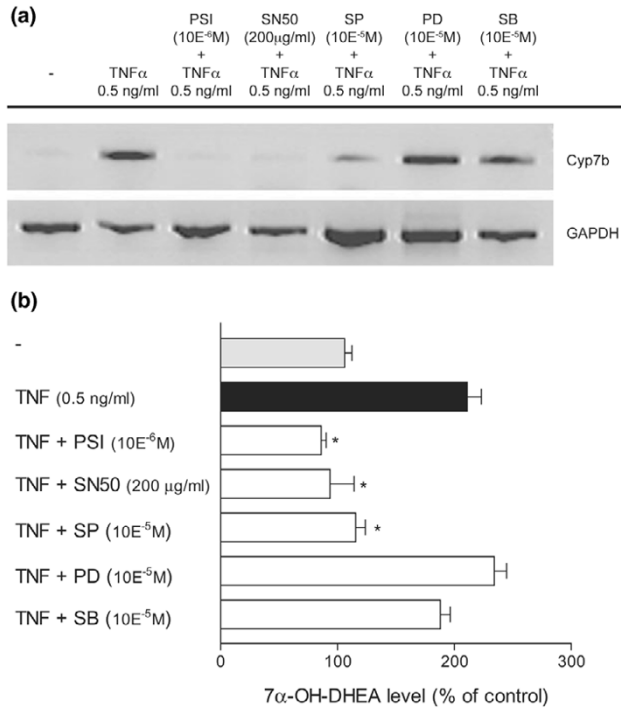 (a)
PSI SN50 SP PD SB
(10E-6M) (200µg/ml) (10E-5M) (10E-5M) (10E-5M)
+ + + + +
- TNFα TNFα TNFα TNFα TNFα TNFα
0.5 ng/ml 0.5 ng/ml 0.5 ng/ml 0.5 ng/ml 0.5 ng/ml 0.5 ng/ml
Cyp7b
GAPDH
(b)
-
TNF (0.5 ng/ml)
TNF + PSI (10E-6M) *
TNF + SN50 (200 µg/ml) *
TNF + SP (10E-5M) *
TNF + PD (10E-5M)
TNF + SB (10E-5M)
0 100 200 300
7α-OH-DHEA level (% of control)